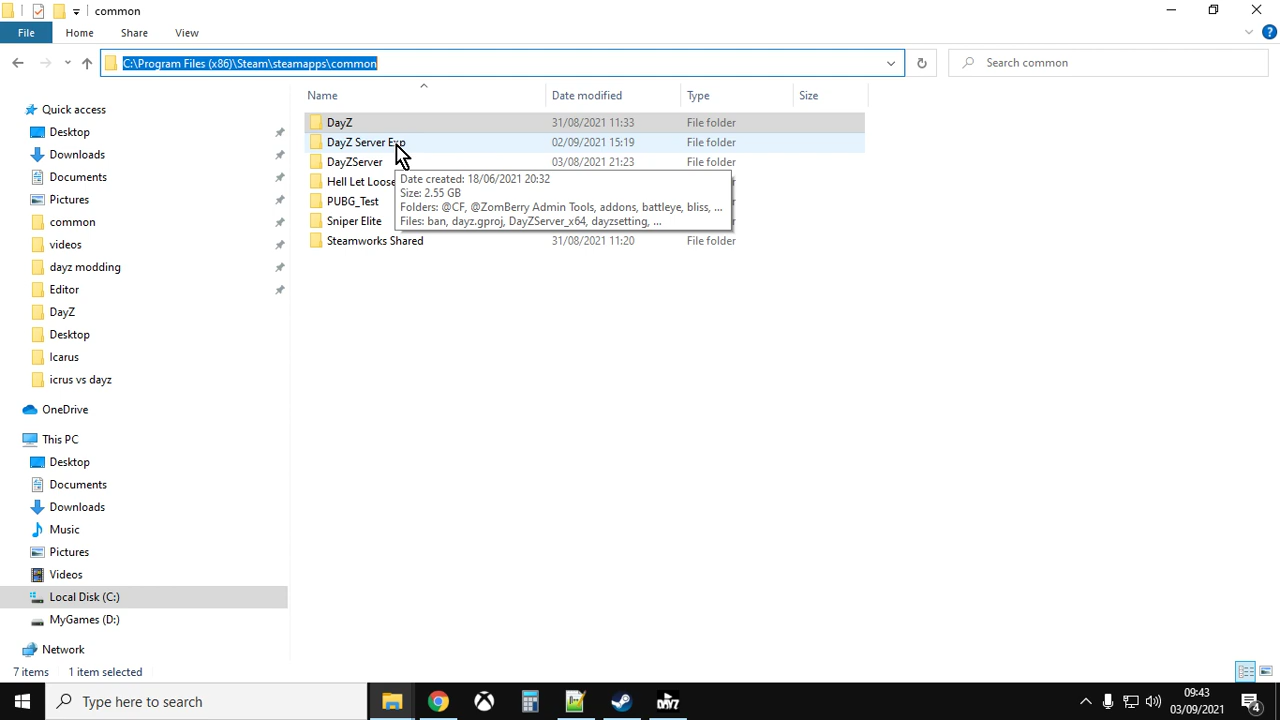 common
File Home Share View
C:\Program Files (x86)\Steam\steamapps\common
Search common
Name Date modified Type Size
Quick access
Desktop
Downloads
Documents
Pictures
common
videos
dayz modding
Editor
DayZ
Desktop
Icarus
icrus vs dayz
OneDrive
This PC
Desktop
Documents
Downloads
Music
Pictures
Videos
Local Disk (C:)
MyGames (D:)
Network
DayZ 31/08/2021 11:33 File folder
DayZ Server Exp 02/09/2021 15:19 File folder
DayZServer 03/08/2021 21:23 File folder
Hell Let Loose
PUBG_Test
Sniper Elite
Steamworks Shared 31/08/2021 11:20 File folder
Date created: 18/06/2021 20:32
Size: 2.55 GB
Folders: @CF, @ZomBerry Admin Tools, addons, battleye, bliss, ...
Files: ban, dayz.gproj, DayZServer_x64, dayzsetting, ...
7 items 1 item selected
Type here to search
DAYZ
09:43
03/09/2021
4